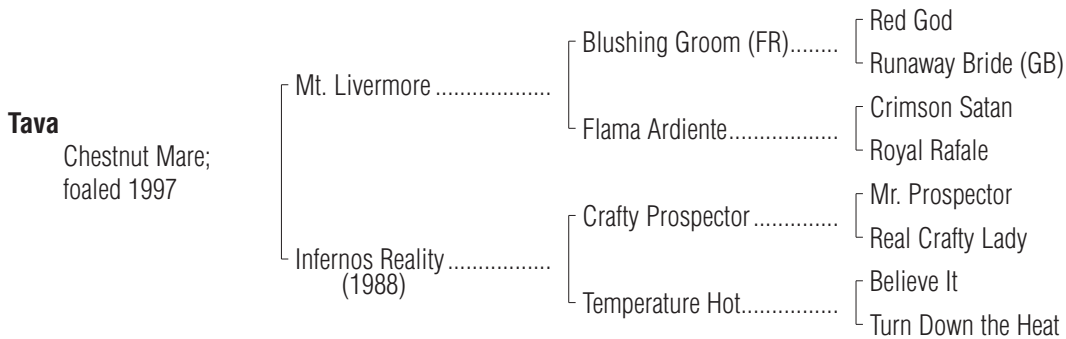 Tava
Chestnut Mare;
foaled 1997
Mt. Livermore ...................
Infernos Reality .................
(1988)
Blushing Groom (FR)........
Flama Ardiente..................
Crafty Prospector ..............
Temperature Hot................
Red God
Runaway Bride (GB)
Crimson Satan
Royal Rafale
Mr. Prospector
Real Crafty Lady
Believe It
Turn Down the Heat